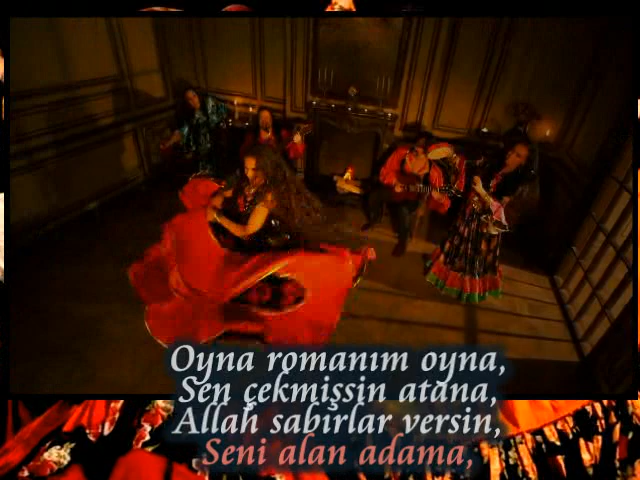 Oyna romanım oyna,
Sen çekmişsin atana,
Allah sabırlar versin,
Seni alan adama,